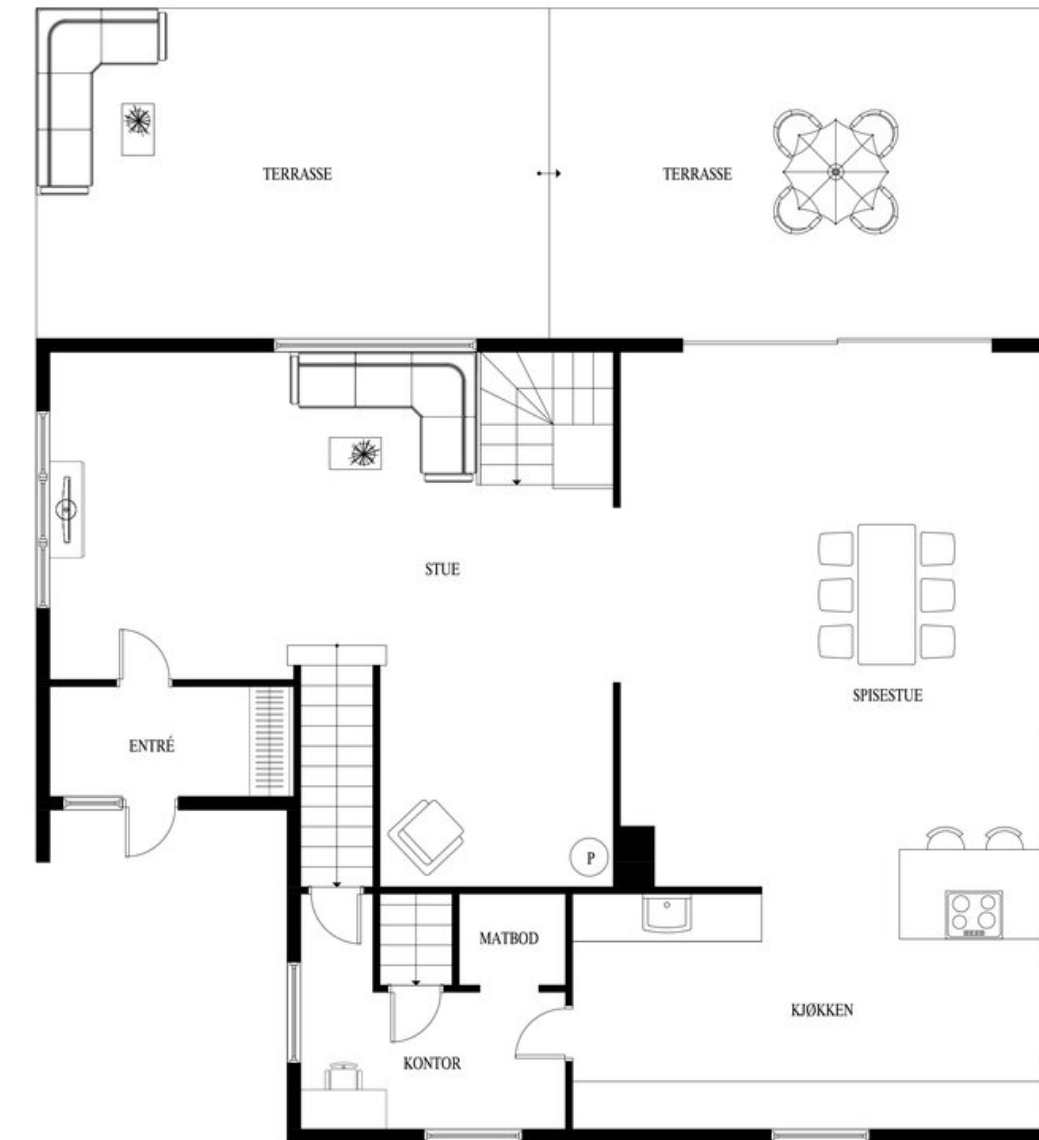 TERRASSE
TERRASSE
STUE
SPISESTUE
ENTRÉ
P
MATBOD
KJØKKEN
KONTOR